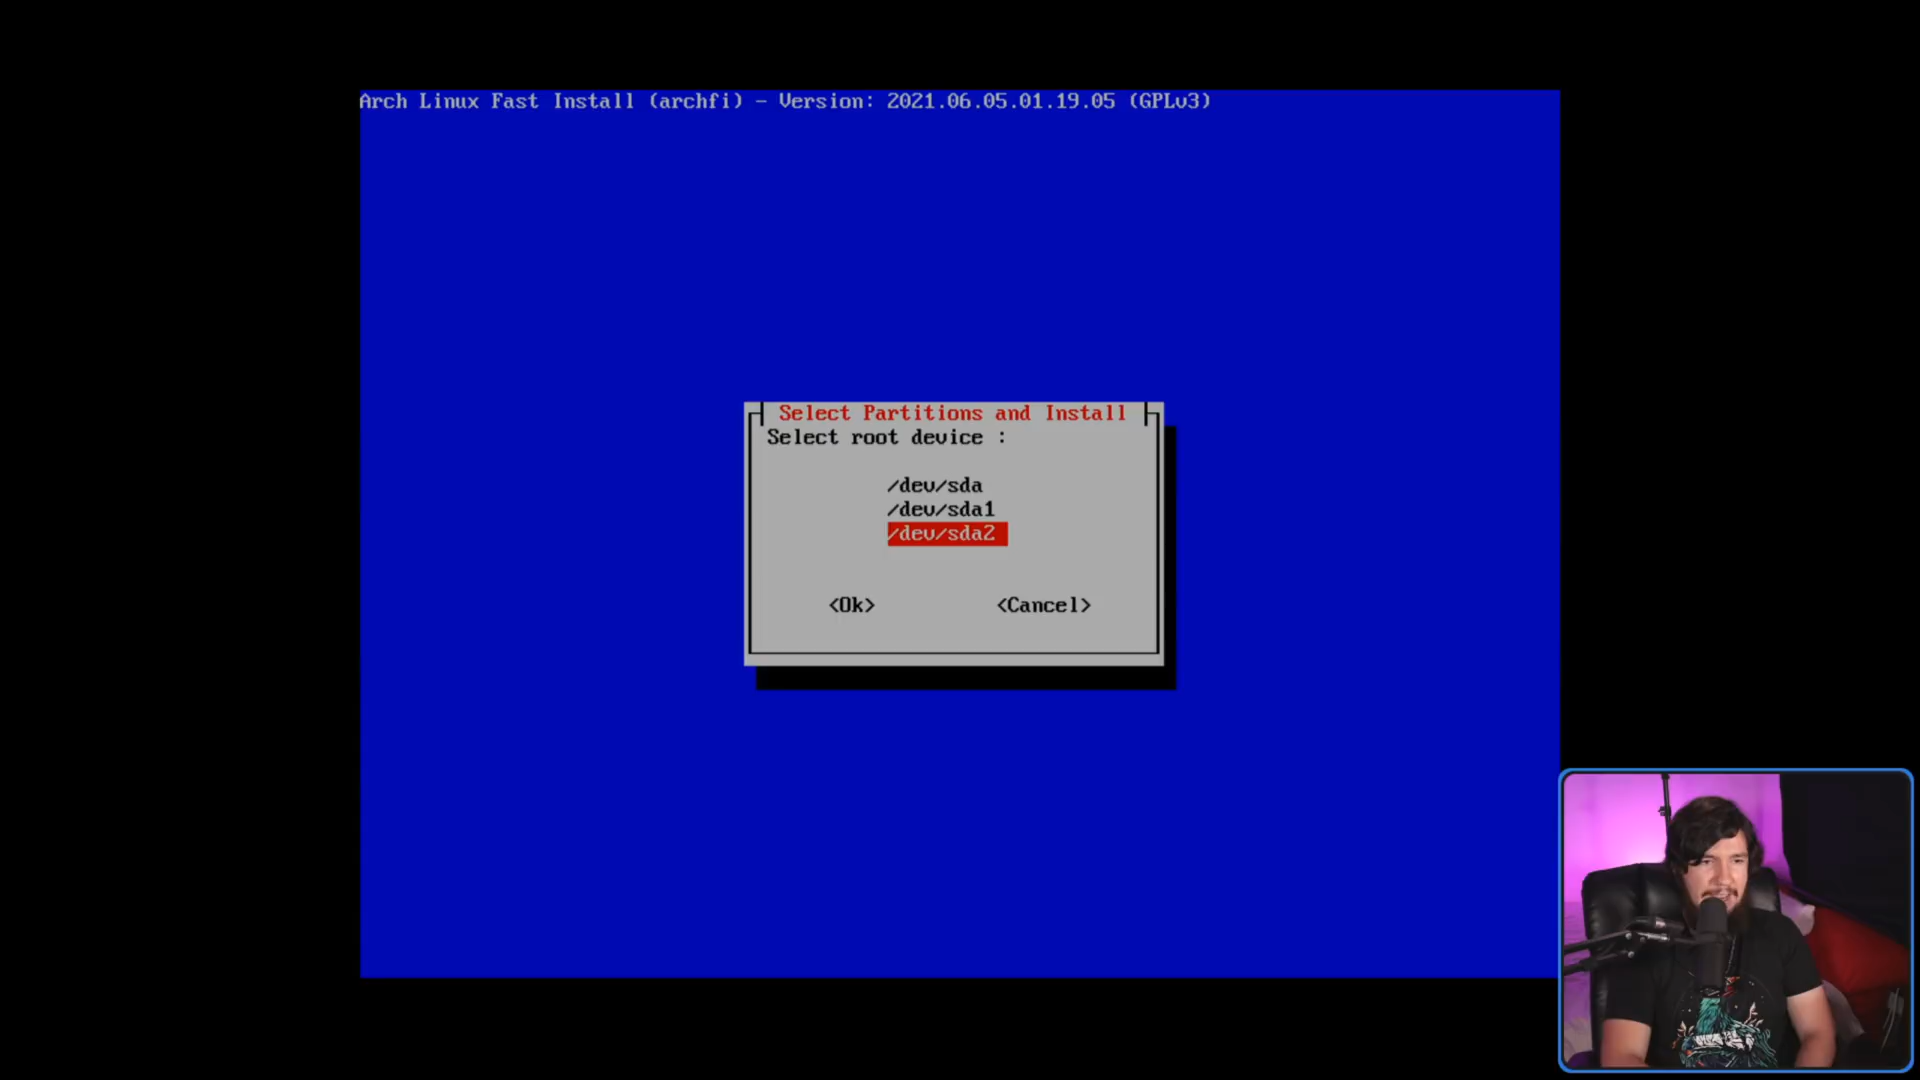 Arch Linux Fast Install (archfi) - Version: 2021.06.05.01.19.05 (GPLv3)
Select Partitions and Install
Select root device :
/dev/sda
/dev/sda1
/dev/sda2
<Ok> <Cancel>